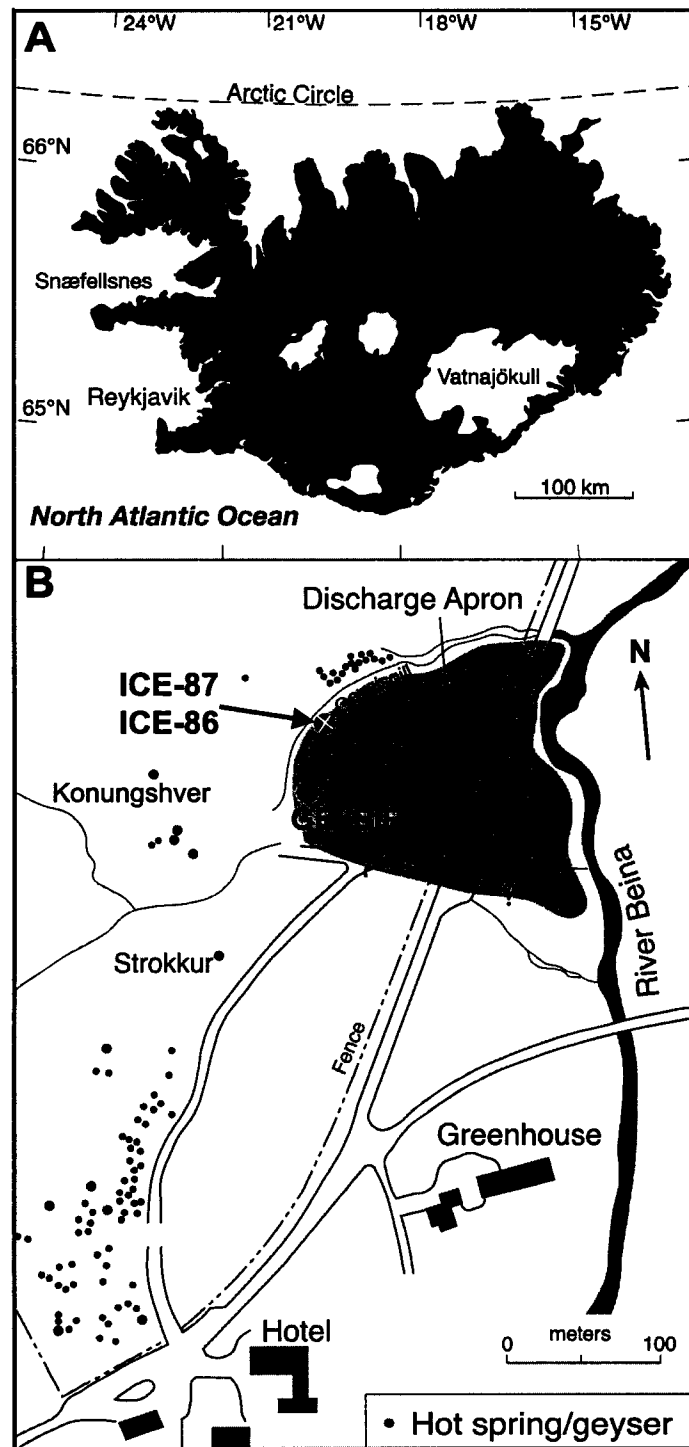 A
24°W
21°W
18°W
15°W
Arctic Circle
66°N
Snæfellsnes
Reykjavik
Vatnajökull
65°N
100 km
North Atlantic Ocean
B
Discharge Apron
N
ICE-87
ICE-86
Konungshver
Strokkur
River Beina
Fence
Greenhouse
Hotel
0 meters 100
Hot spring/geyser